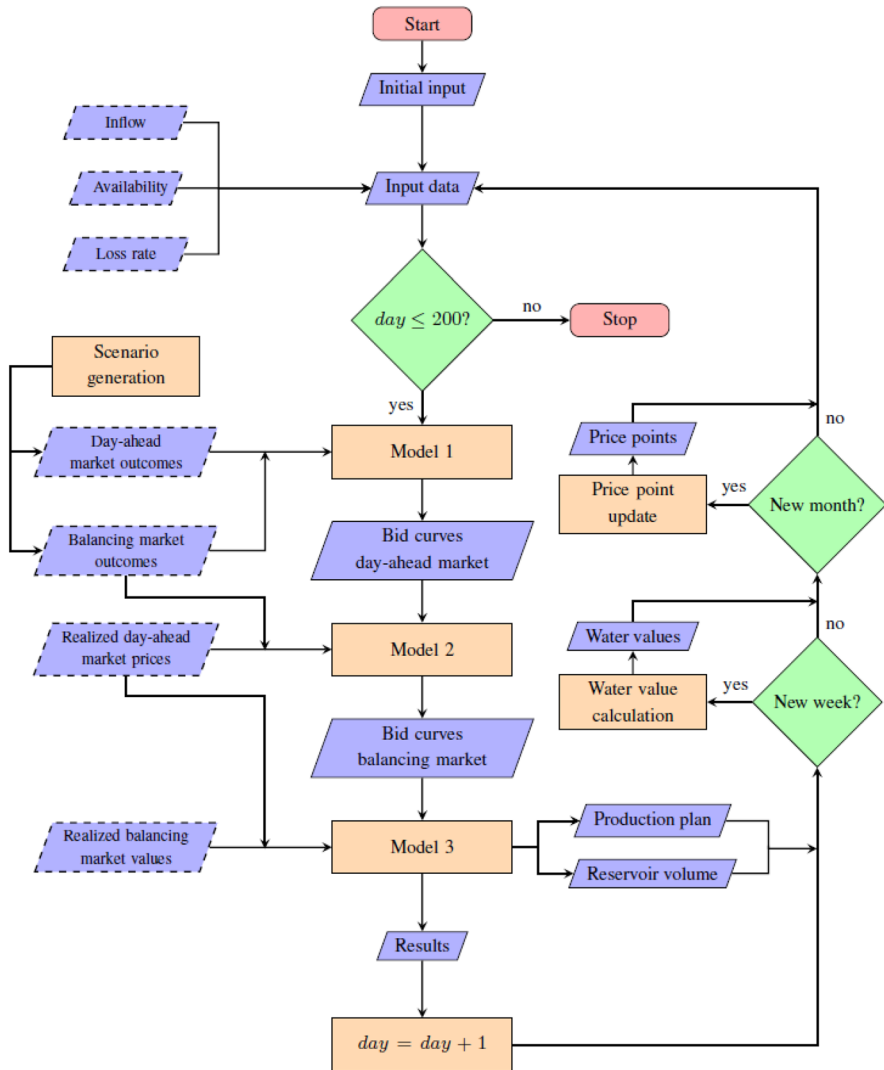 Start
Initial input
Inflow
Availability
Input data
Loss rate
no
day ≤ 200?
Stop
Scenario
generation
yes
Day-ahead
market outcomes
Model 1
Price points
no
Price point
update
yes
New month?
Balancing market
outcomes
Bid curves
day-ahead market
Realized day-ahead
market prices
Model 2
Water values
no
Water value
calculation
yes
New week?
Bid curves
balancing market
Realized balancing
market values
Model 3
Production plan
Reservoir volume
Results
day = day + 1